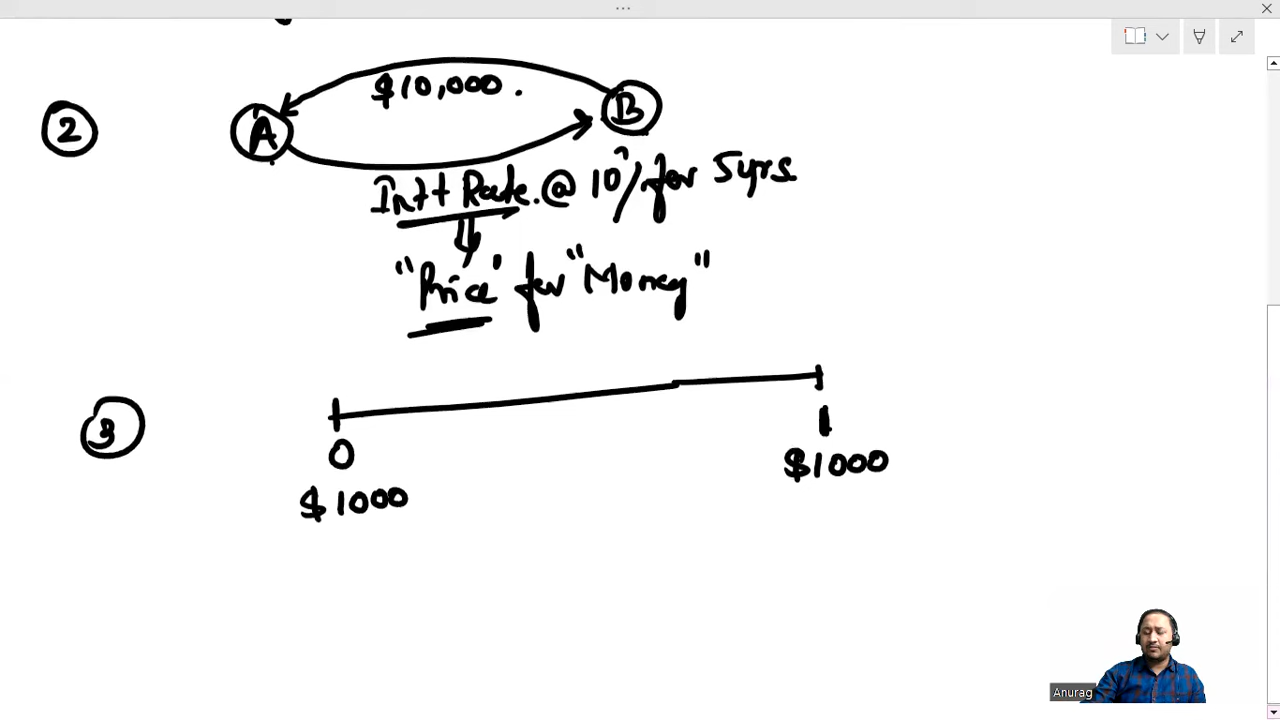 $10,000.
2 A B
Intt Rate. @ 10% for 5yrs
"Price" for "Money"
3
0 1
$1000 $1000
Anurag